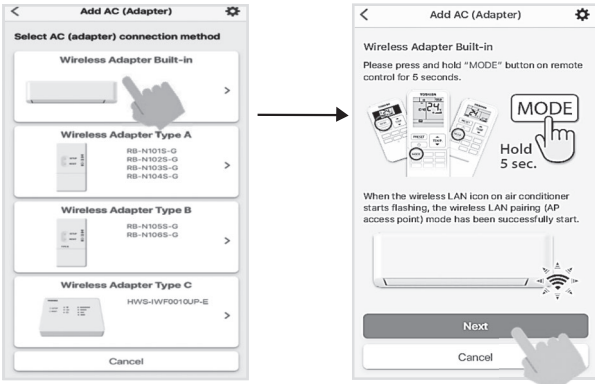 Add AC (Adapter)
Select AC (adapter) connection method
Wireless Adapter Built-in
Wireless Adapter Type A
RB-N101S-G
RB-N102S-G
RB-N103S-G
RB-N104S-G
Wireless Adapter Type B
RB-N105S-G
RB-N106S-G
Wireless Adapter Type C
HWS-IWF0010UP-E
Cancel
Add AC (Adapter)
Wireless Adapter Built-in
Please press and hold "MODE" button on remote
control for 5 seconds.
MODE
Hold
5 sec.
When the wireless LAN icon on air conditioner
starts flashing, the wireless LAN pairing (AP
access point) mode has been successfully start.
Next
Cancel